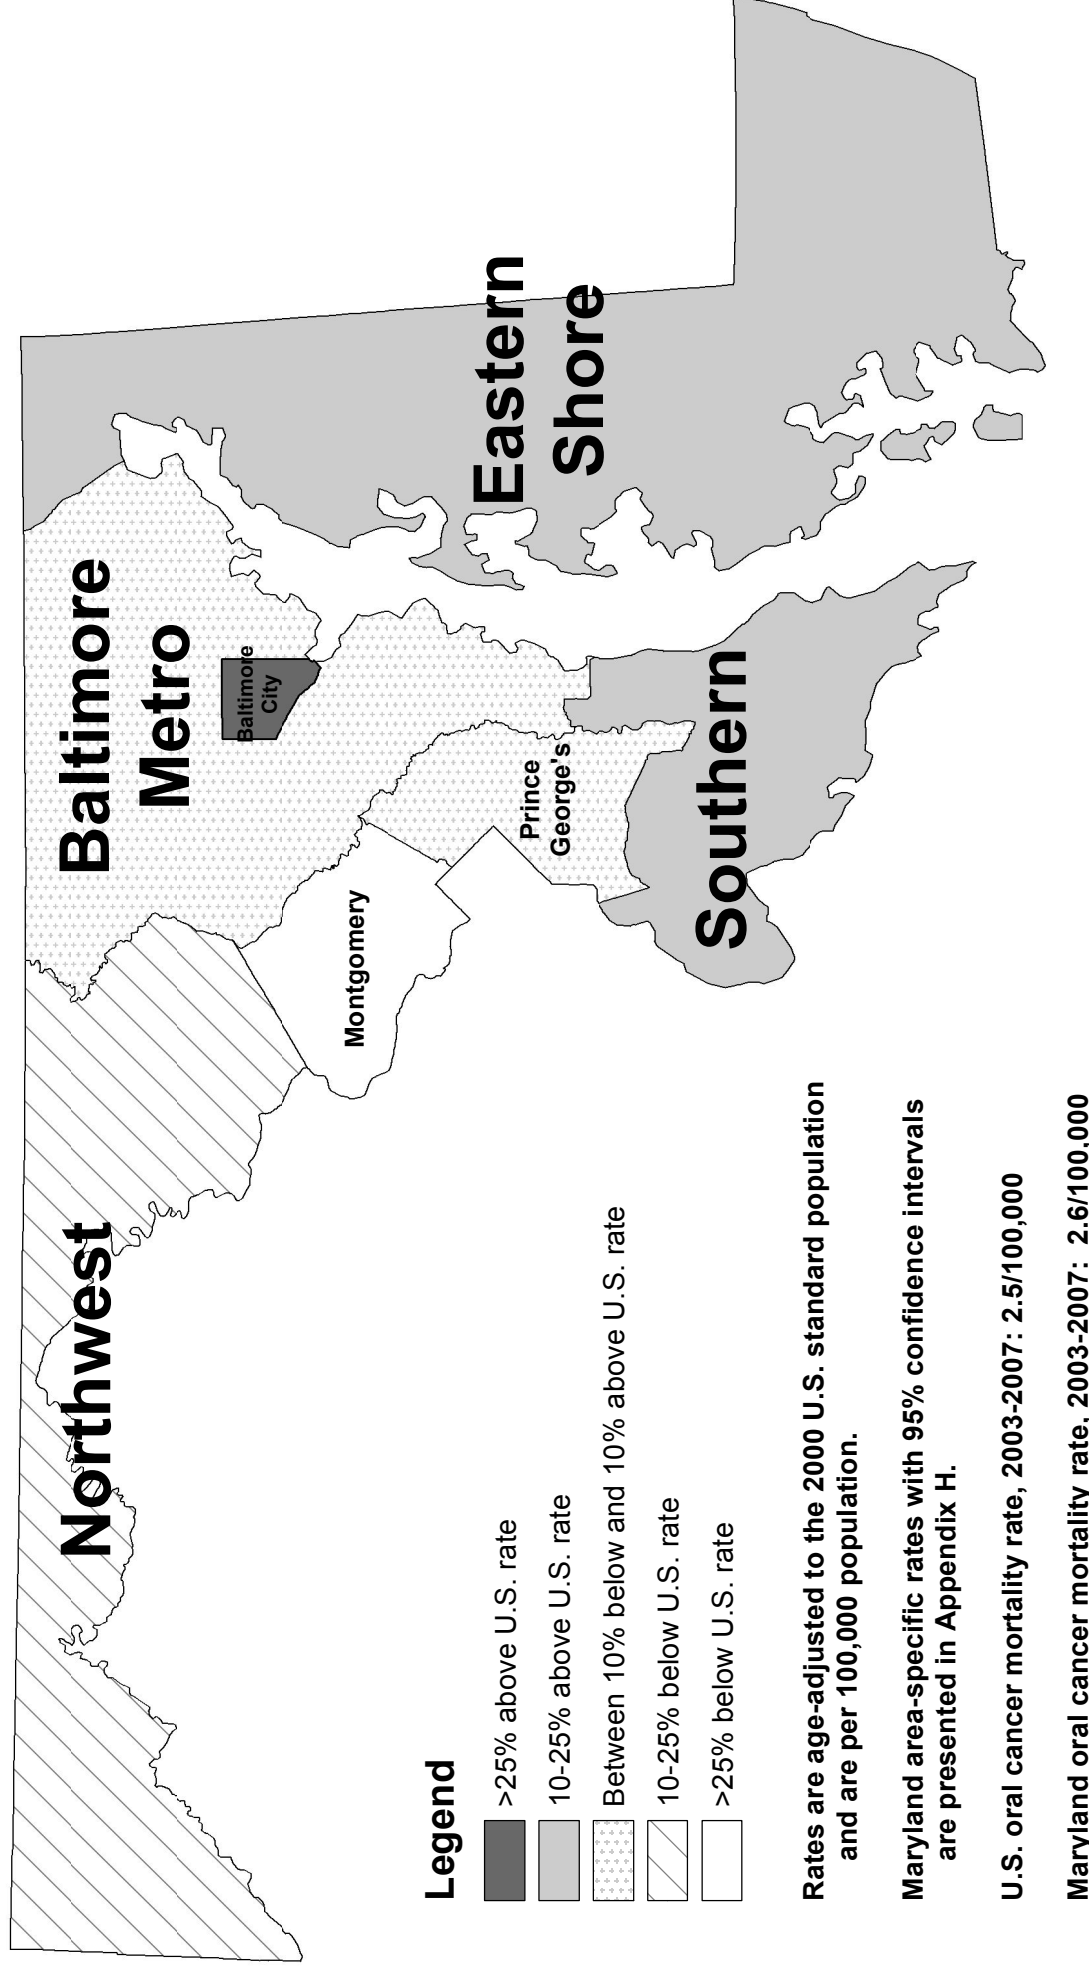 Northwest
Baltimore
Metro
Baltimore
City
Montgomery
Prince
George's
Eastern
Shore
Southern
Legend
>25% above U.S. rate
10-25% above U.S. rate
Between 10% below and 10% above U.S. rate
10-25% below U.S. rate
>25% below U.S. rate
Rates are age-adjusted to the 2000 U.S. standard population
and are per 100,000 population.
Maryland area-specific rates with 95% confidence intervals
are presented in Appendix H.
U.S. oral cancer mortality rate, 2003-2007: 2.5/100,000
Maryland oral cancer mortality rate, 2003-2007: 2.6/100,000